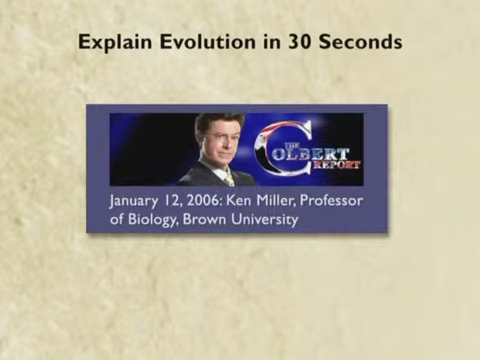 Explain Evolution in 30 Seconds
THE
COLBERT
REPORT
January 12, 2006: Ken Miller, Professor
of Biology, Brown University